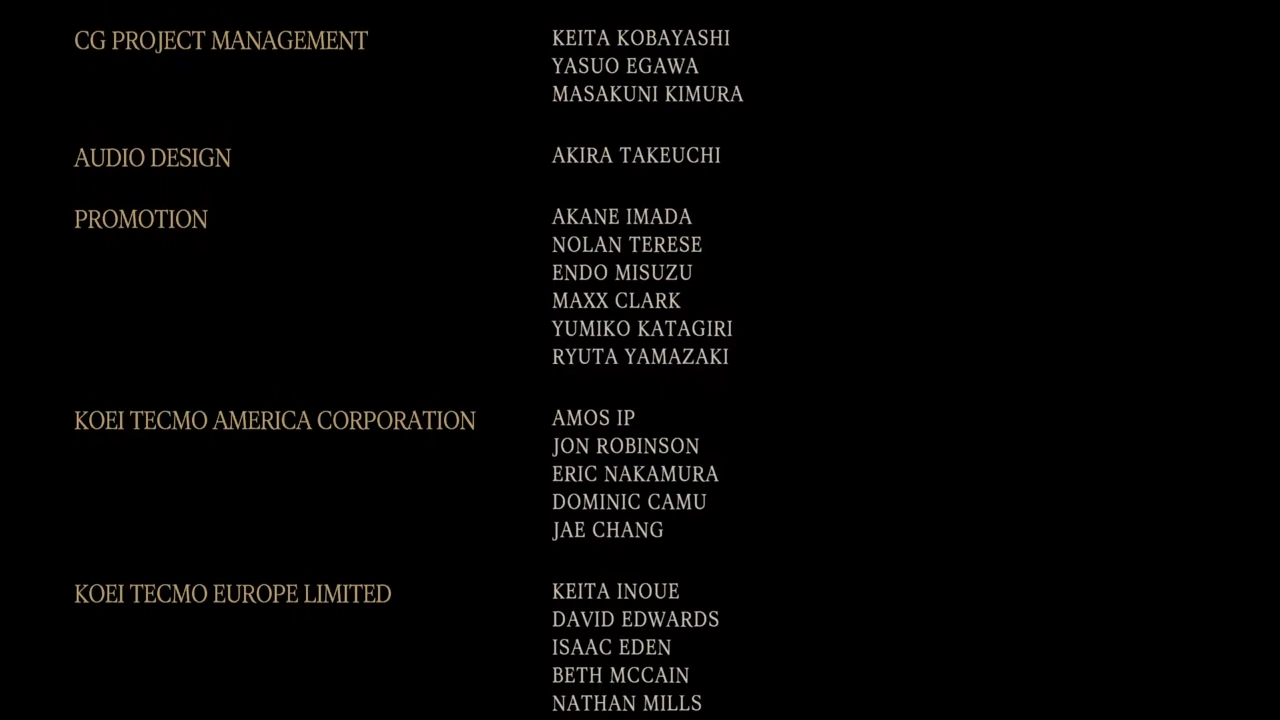 CG PROJECT MANAGEMENT KEITA KOBAYASHI
YASUO EGAWA
MASAKUNI KIMURA
AUDIO DESIGN AKIRA TAKEUCHI
PROMOTION AKANE IMADA
NOLAN TERESE
ENDO MISUZU
MAXX CLARK
YUMIKO KATAGIRI
RYUTA YAMAZAKI
KOEI TECMO AMERICA CORPORATION AMOS IP
JON ROBINSON
ERIC NAKAMURA
DOMINIC CAMU
JAE CHANG
KOEI TECMO EUROPE LIMITED KEITA INOUE
DAVID EDWARDS
ISAAC EDEN
BETH MCCAIN
NATHAN MILLS